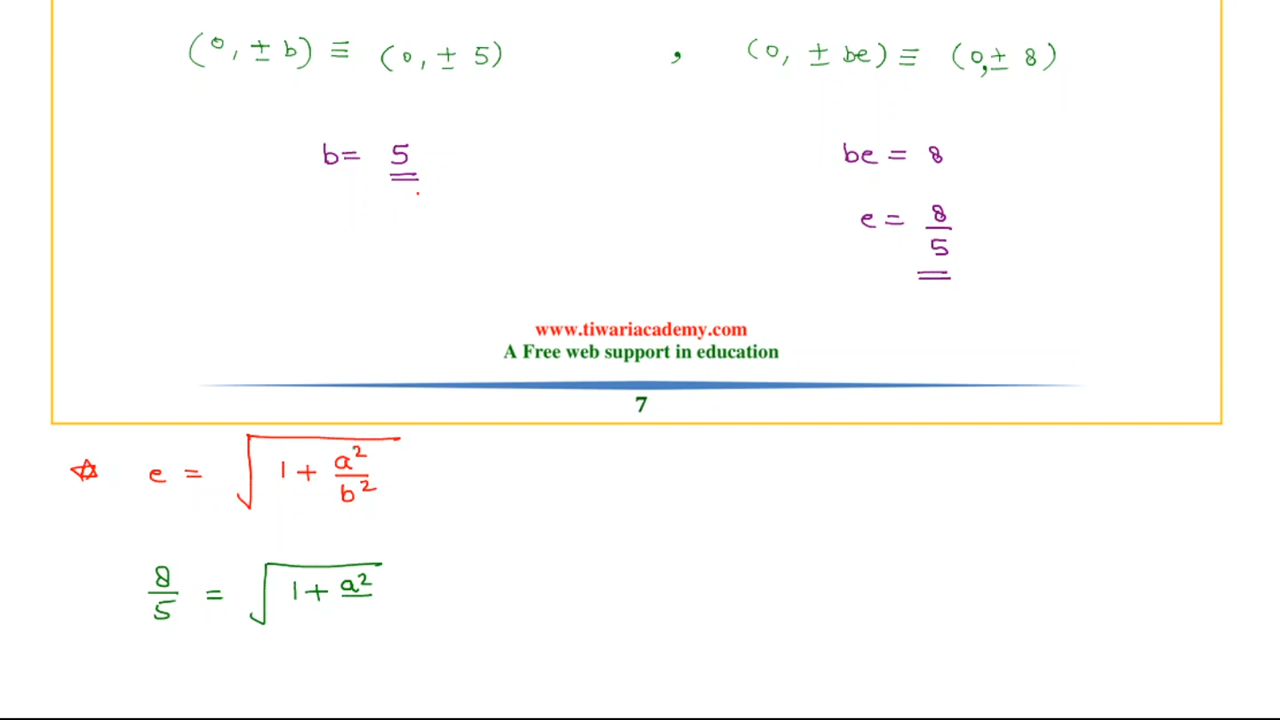 (0, ± b) ≡ (0, ± 5) , (0, ± be) ≡ (0, ± 8)
b = 5 be = 8
e = 8/5
www.tiwariacademy.com
A Free web support in education
7
☆ e = √(1 + a²/b²)
8/5 = √(1 + a²